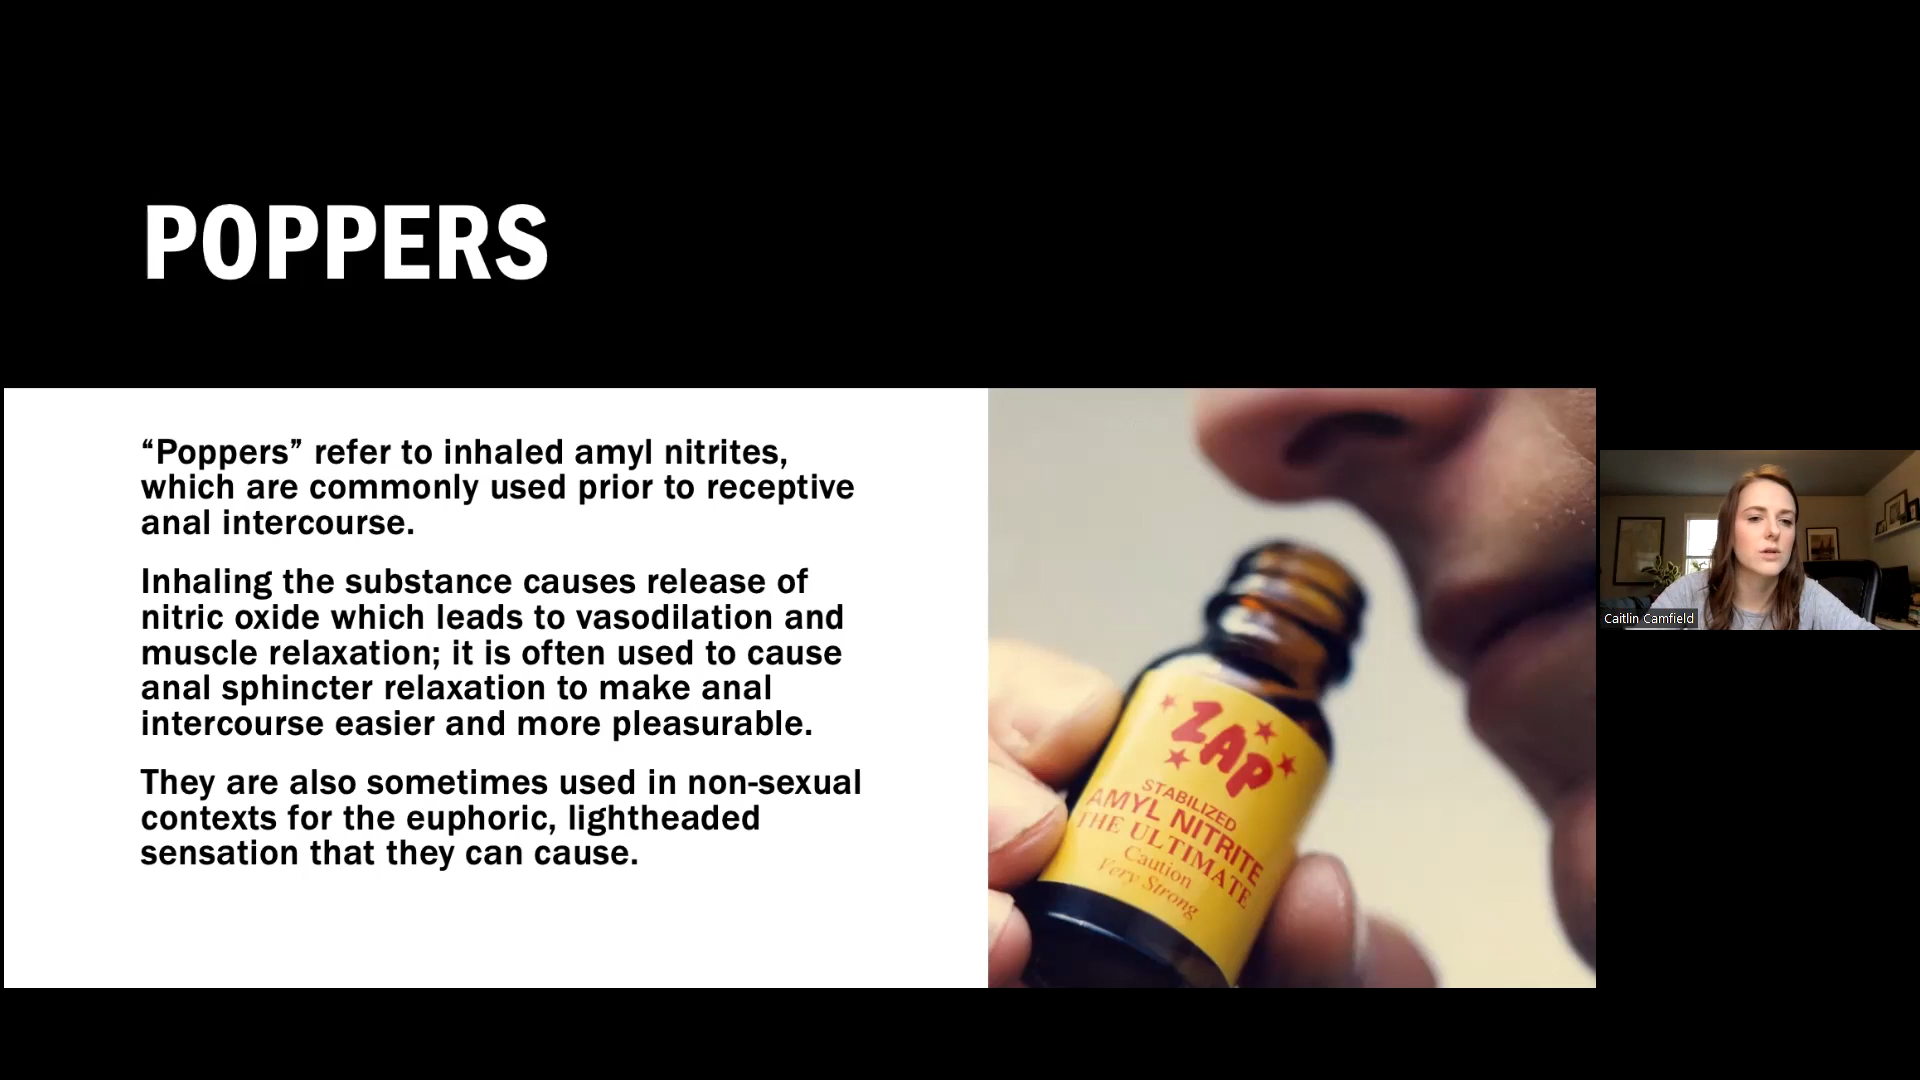 POPPERS
“Poppers” refer to inhaled amyl nitrites,
which are commonly used prior to receptive
anal intercourse.
Inhaling the substance causes release of
nitric oxide which leads to vasodilation and
muscle relaxation; it is often used to cause
anal sphincter relaxation to make anal
intercourse easier and more pleasurable.
They are also sometimes used in non-sexual
contexts for the euphoric, lightheaded
sensation that they can cause.
ZAP
STABILIZED
AMYL NITRITE
THE ULTIMATE
Caution
Very Strong
Caitlin Camfield